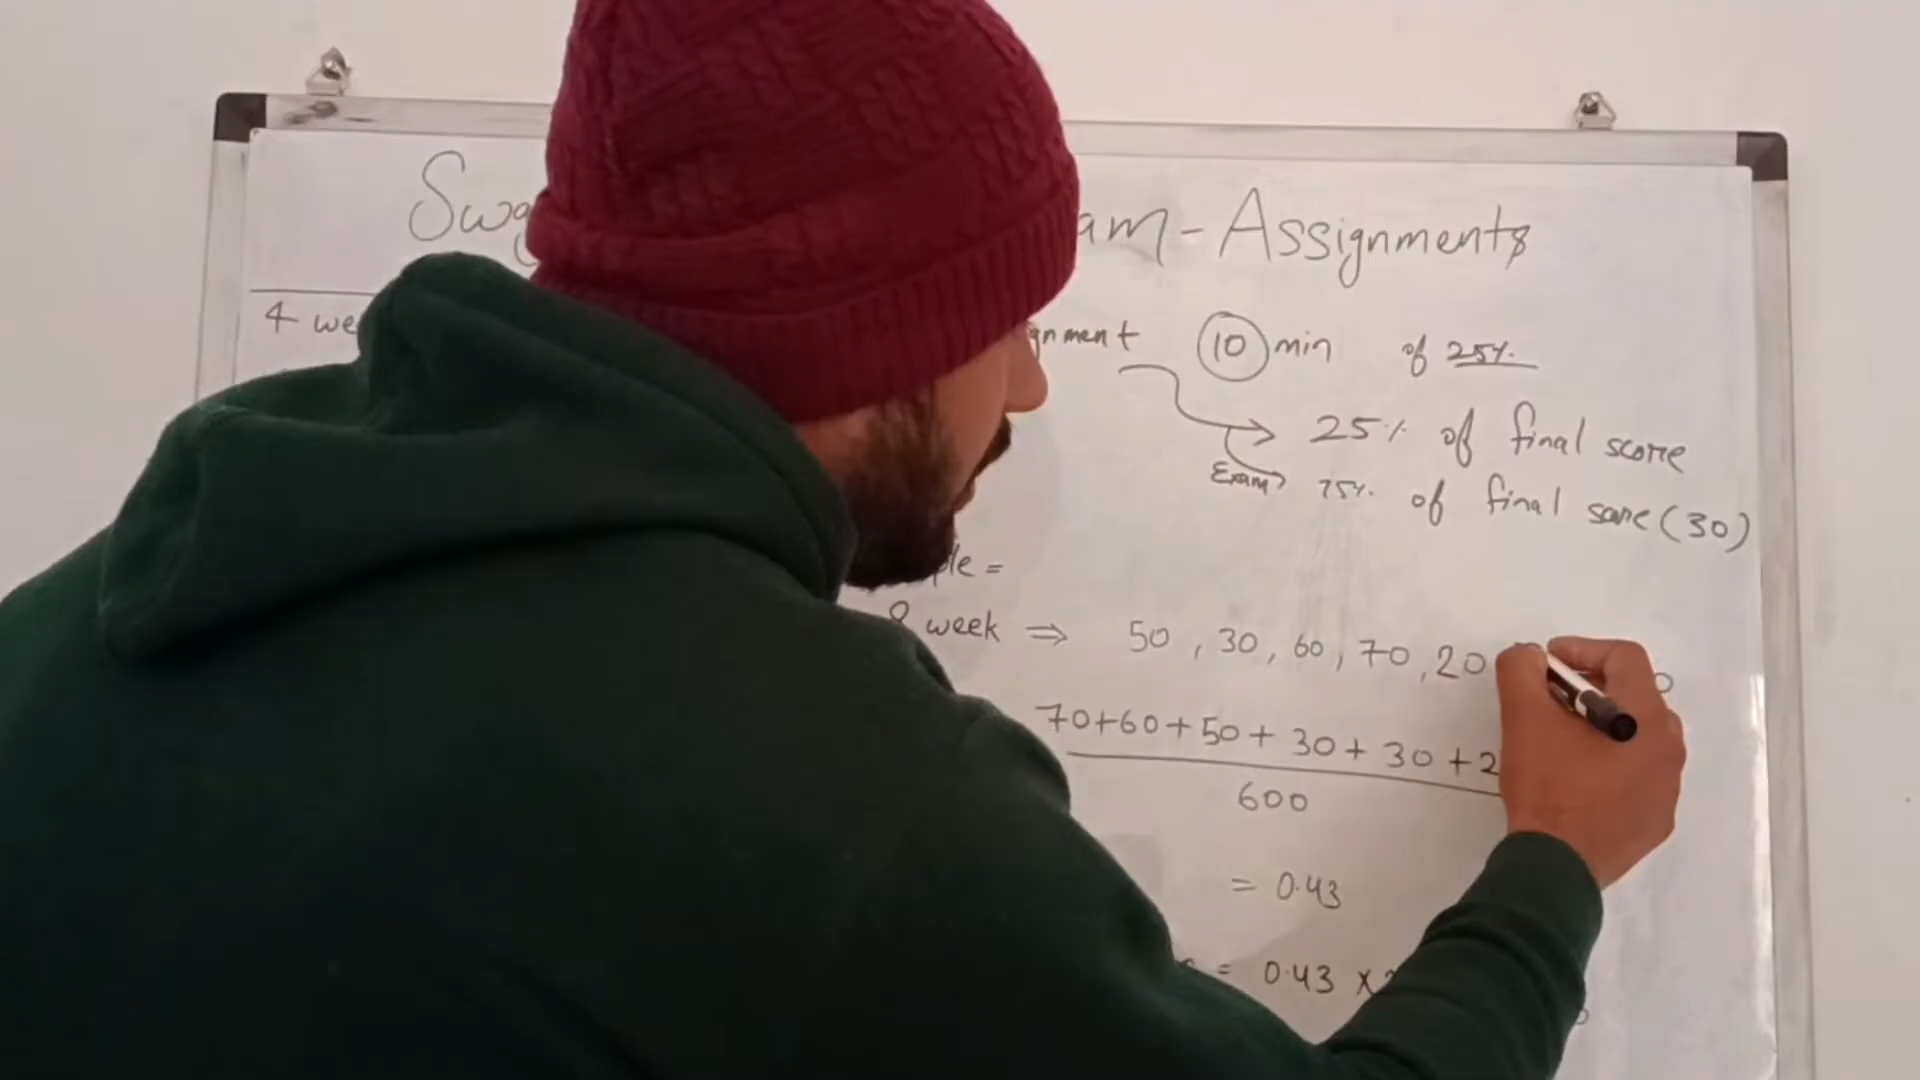 am - Assignments
4 we gnment 10 min of 25%
25% of final score
Exam 75% of final score (30)
le =
8 week ⇒ 50 , 30, 60, 70, 20
70+60+50+ 30+ 30 +2
600
= 0.43
= 0.43 x